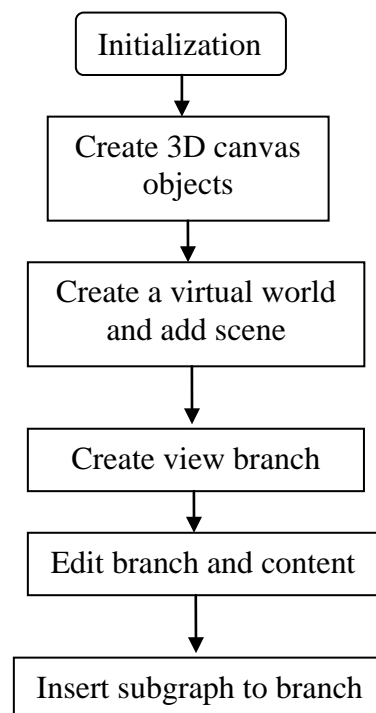 Initialization
Create 3D canvas
objects
Create a virtual world
and add scene
Create view branch
Edit branch and content
Insert subgraph to branch